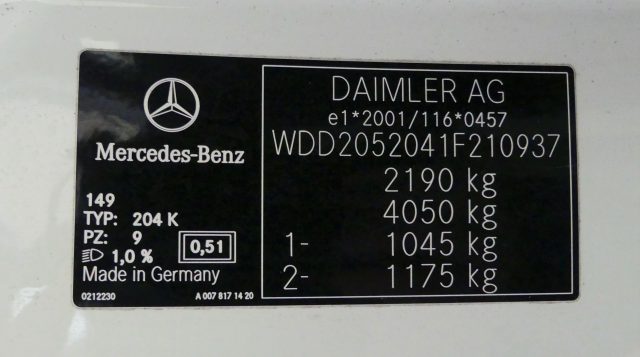 Mercedes-Benz
149
TYP: 204 K
PZ: 9
1,0 %
0,51
Made in Germany
0212230
A 007 817 14 20
DAIMLER AG
e1*2001/116*0457
WDD2052041F210937
2190 kg
4050 kg
1- 1045 kg
2- 1175 kg